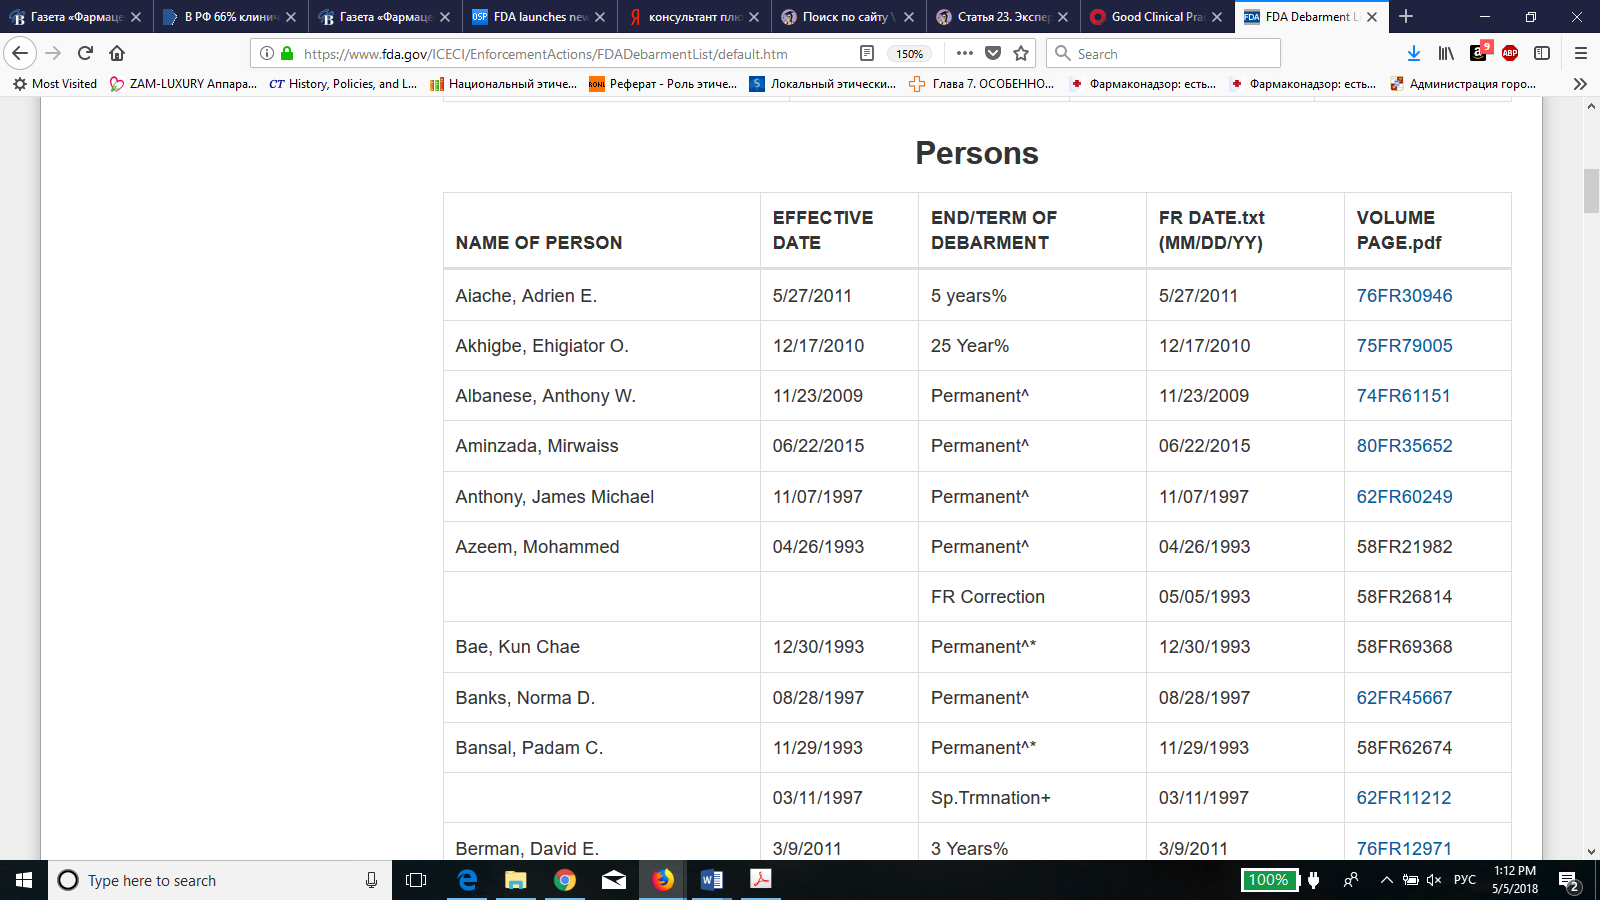 Газета «Фармаце
В РФ 66% клинич
Газета «Фармаце
FDA launches new
консультант плю
Поиск по сайту \
Статья 23. Экспер
Good Clinical Pra
FDA Debarment Li
https://www.fda.gov/ICECI/EnforcementActions/FDADebarmentList/default.htm
150%
Search
9
ABP
Most Visited
ZAM-LUXURY Аппара...
CT History, Policies, and L...
Национальный этиче...
Реферат - Роль этиче...
Локальный этически...
Глава 7. ОСОБЕННО...
Фармаконадзор: есть...
Фармаконадзор: есть...
Администрация горо...
Persons
NAME OF PERSON EFFECTIVE DATE END/TERM OF DEBARMENT FR DATE.txt (MM/DD/YY) VOLUME PAGE.pdf
Aiache, Adrien E. 5/27/2011 5 years% 5/27/2011 76FR30946
Akhigbe, Ehigiator O. 12/17/2010 25 Year% 12/17/2010 75FR79005
Albanese, Anthony W. 11/23/2009 Permanent^ 11/23/2009 74FR61151
Aminzada, Mirwaiss 06/22/2015 Permanent^ 06/22/2015 80FR35652
Anthony, James Michael 11/07/1997 Permanent^ 11/07/1997 62FR60249
Azeem, Mohammed 04/26/1993 Permanent^ 04/26/1993 58FR21982
FR Correction 05/05/1993 58FR26814
Bae, Kun Chae 12/30/1993 Permanent^* 12/30/1993 58FR69368
Banks, Norma D. 08/28/1997 Permanent^ 08/28/1997 62FR45667
Bansal, Padam C. 11/29/1993 Permanent^* 11/29/1993 58FR62674
03/11/1997 Sp.Trmnation+ 03/11/1997 62FR11212
Berman, David E. 3/9/2011 3 Years% 3/9/2011 76FR12971
Type here to search
100%
РУС
1:12 PM
5/5/2018
2